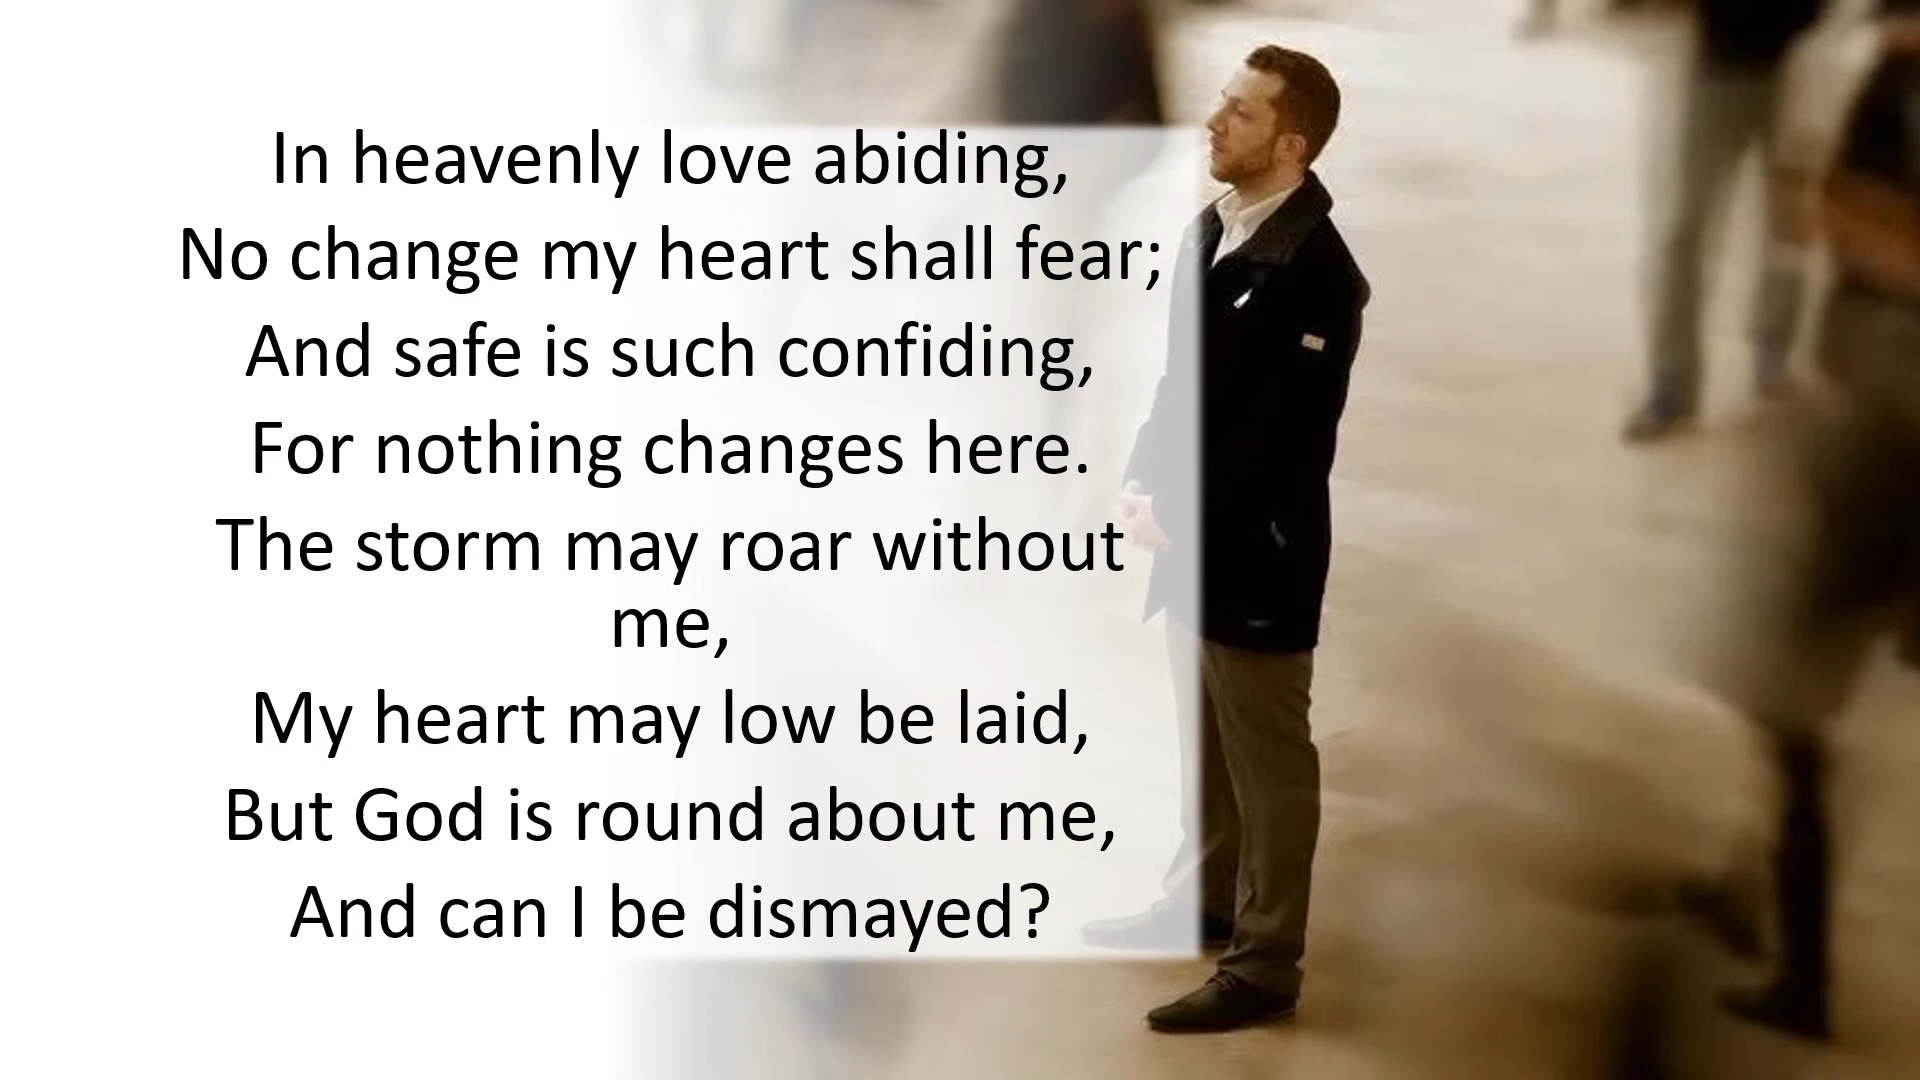 In heavenly love abiding,
No change my heart shall fear;
And safe is such confiding,
For nothing changes here.
The storm may roar without
me,
My heart may low be laid,
But God is round about me,
And can I be dismayed?